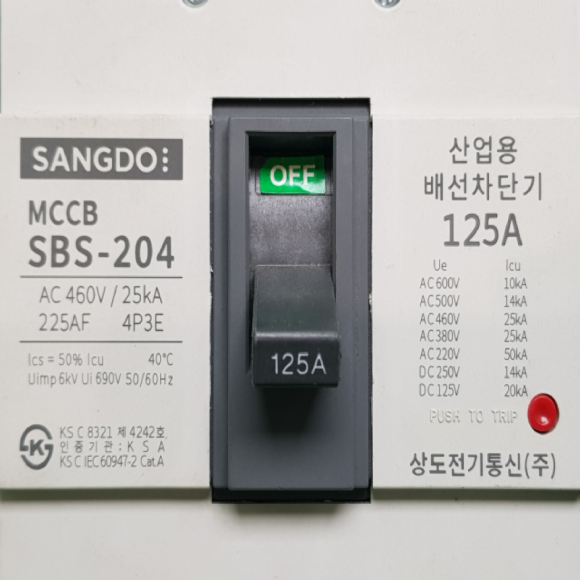 SANGDO
MCCB
SBS-204
AC 460V / 25kA
225AF 4P3E
Ics = 50% Icu 40°C
Uimp 6kV Ui 690V 50/60Hz
KS C 8321 제 4242호
인 증 기 관 : K S A
KS C IEC60947-2 Cat.A
OFF
125A
산업용
배선차단기
125A
Ue Icu
AC600V 10kA
AC500V 14kA
AC460V 25kA
AC380V 25kA
AC220V 50kA
DC250V 14kA
DC125V 20kA
PUSH TO TRIP
상도전기통신(주)